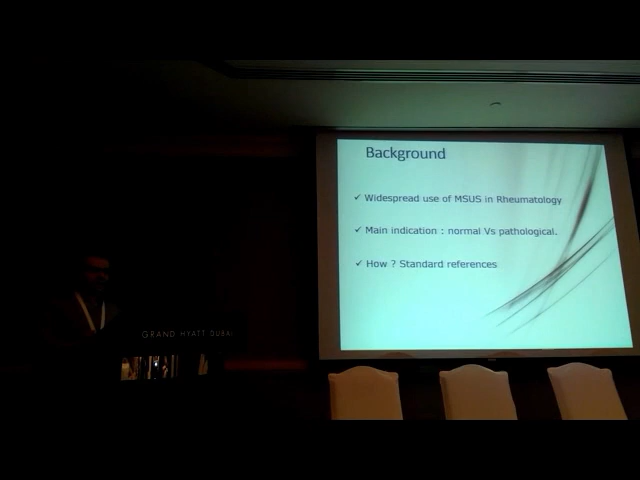 Background
✓ Widespread use of MSUS in Rheumatology
✓ Main indication : normal Vs pathological.
✓ How ? Standard references
GRAND HYATT DUBAI